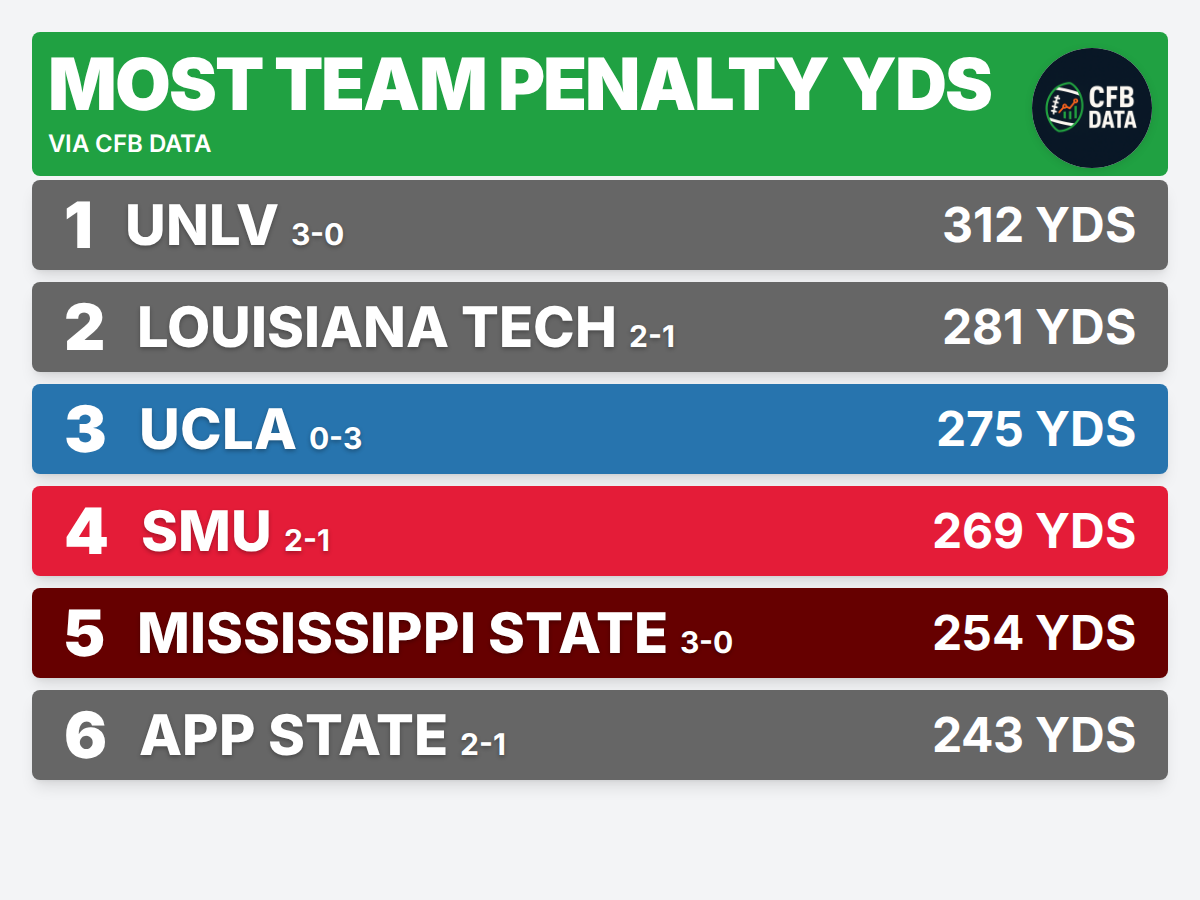 MOST TEAM PENALTY YDS
VIA CFB DATA
CFB
DATA
1 UNLV 3-0 312 YDS
2 LOUISIANA TECH 2-1 281 YDS
3 UCLA 0-3 275 YDS
4 SMU 2-1 269 YDS
5 MISSISSIPPI STATE 3-0 254 YDS
6 APP STATE 2-1 243 YDS